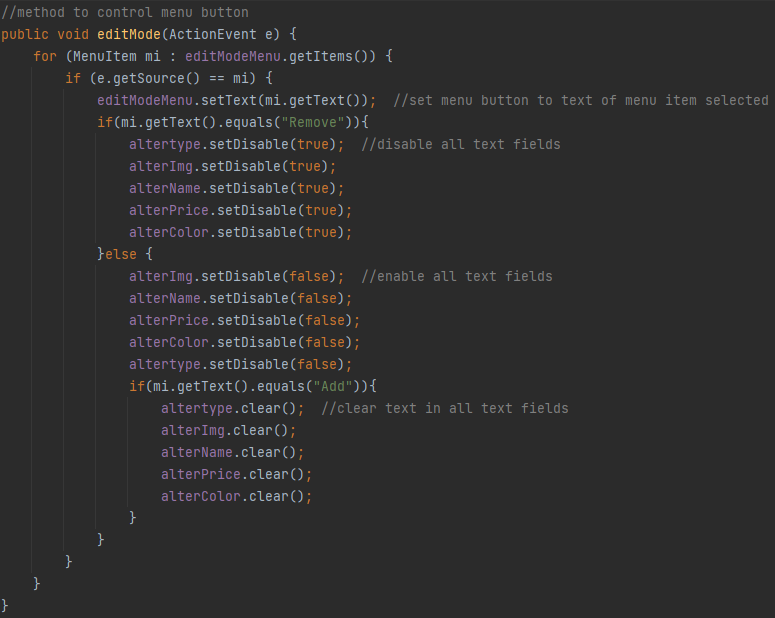 //method to control menu button
public void editMode(ActionEvent e) {
    for (MenuItem mi : editModeMenu.getItems()) {
        if (e.getSource() == mi) {
            editModeMenu.setText(mi.getText());  //set menu button to text of menu item selected
            if(mi.getText().equals("Remove")){
                altertype.setDisable(true);  //disable all text fields
                alterImg.setDisable(true);
                alterName.setDisable(true);
                alterPrice.setDisable(true);
                alterColor.setDisable(true);
            }else {
                alterImg.setDisable(false);  //enable all text fields
                alterName.setDisable(false);
                alterPrice.setDisable(false);
                alterColor.setDisable(false);
                altertype.setDisable(false);
                if(mi.getText().equals("Add")){
                    altertype.clear();  //clear text in all text fields
                    alterImg.clear();
                    alterName.clear();
                    alterPrice.clear();
                    alterColor.clear();
                }
            }
        }
    }
}